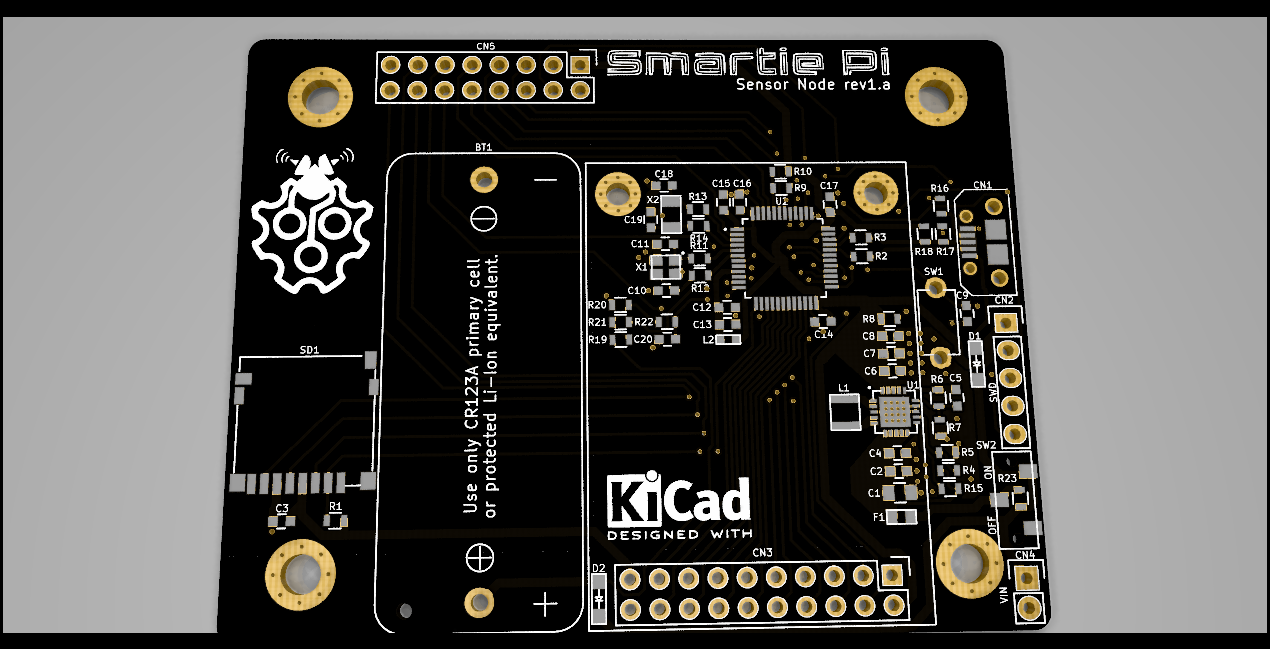 CN5
Smartie Pi
Sensor Node rev1.a
BT1
C18
X2
R13
C15 C16
R10
R9
U2
C17
C19
R14
R11
C11
X1
R12
C10
R3
R2
R16
CN1
R18 R17
SW1
C9
CN2
R20
R21
R22
R19
C20
C12
C13
L2
C14
R8
C8
C7
C6
D1
SWD
SD1
Use only CR123A primary cell
or protected Li-Ion equivalent.
L1
U1
R6 C5
R7
SW2
C4
C2
C1
F1
R5
R4
R15
ON
R23
OFF
C3
R1
KiCad
DESIGNED WITH
CN3
D2
CN4
VIN